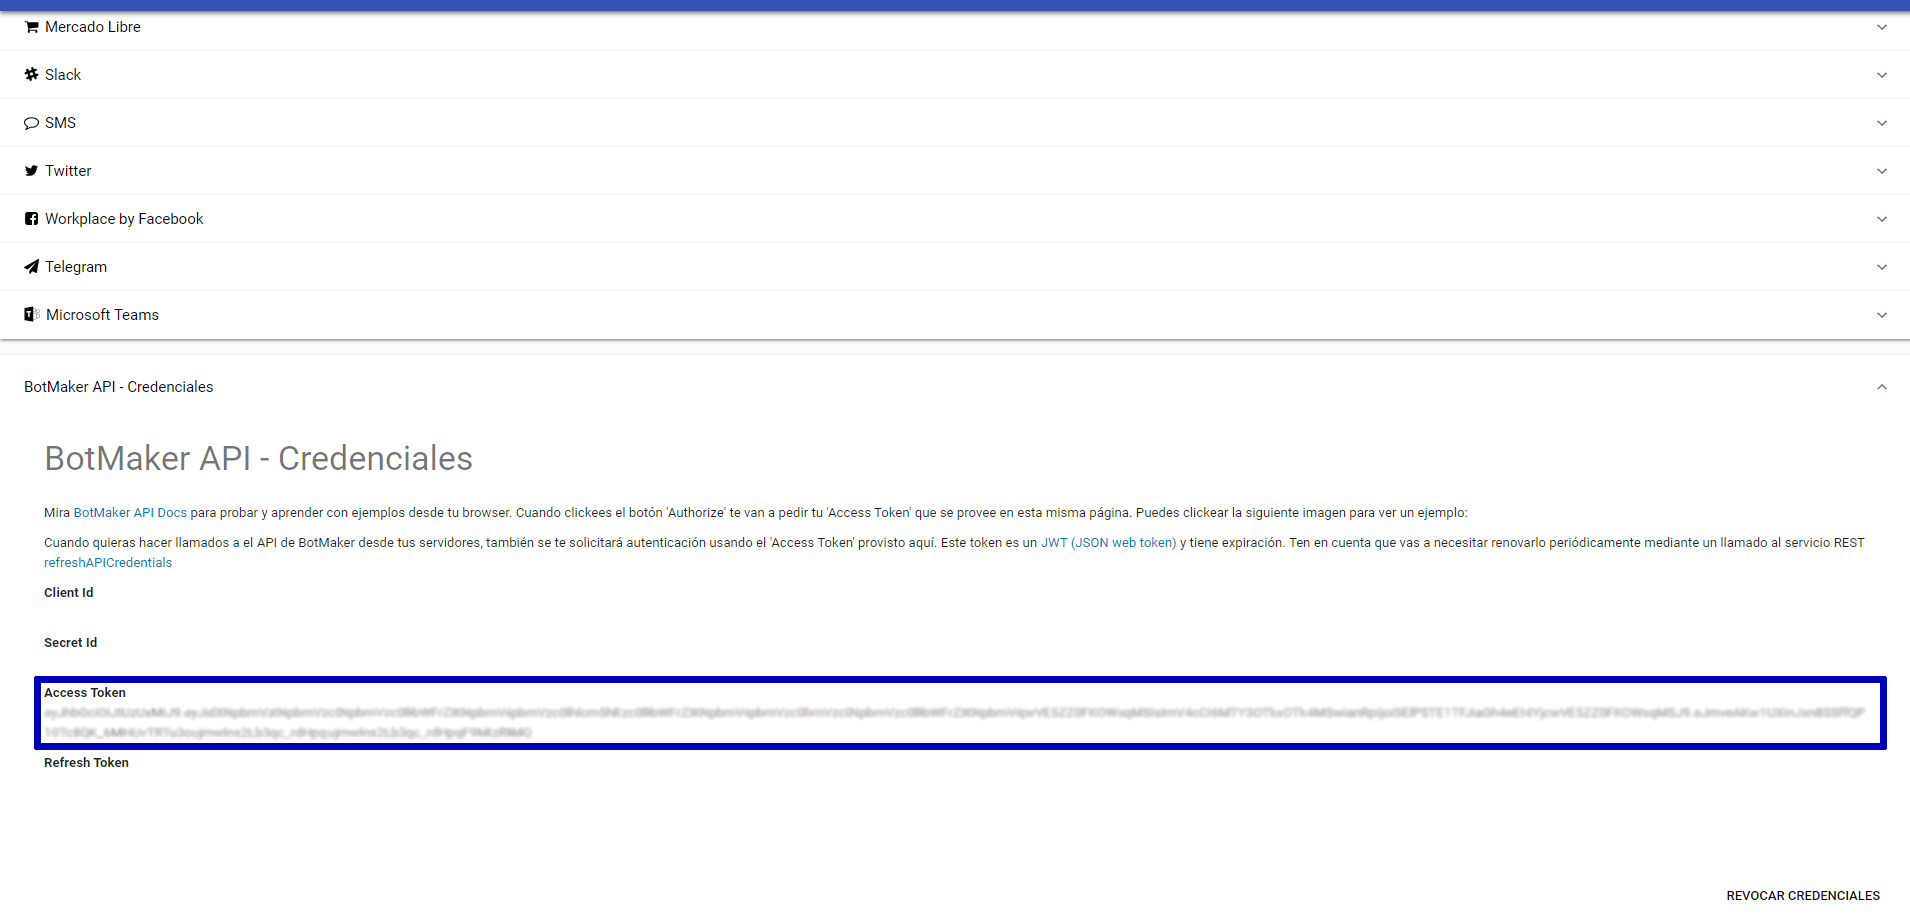 Mercado Libre
Slack
SMS
Twitter
Workplace by Facebook
Telegram
Microsoft Teams
BotMaker API - Credenciales
BotMaker API - Credenciales
Mira BotMaker API Docs para probar y aprender con ejemplos desde tu browser. Cuando clickees el botón 'Authorize' te van a pedir tu 'Access Token' que se provee en esta misma página. Puedes clickear la siguiente imagen para ver un ejemplo:
Cuando quieras hacer llamados a el API de BotMaker desde tus servidores, también se te solicitará autenticación usando el 'Access Token' provisto aquí. Este token es un JWT (JSON web token) y tiene expiración. Ten en cuenta que vas a necesitar renovarlo periódicamente mediante un llamado al servicio REST
refreshAPICredentials
Client Id
Secret Id
Access Token
Refresh Token
REVOCAR CREDENCIALES